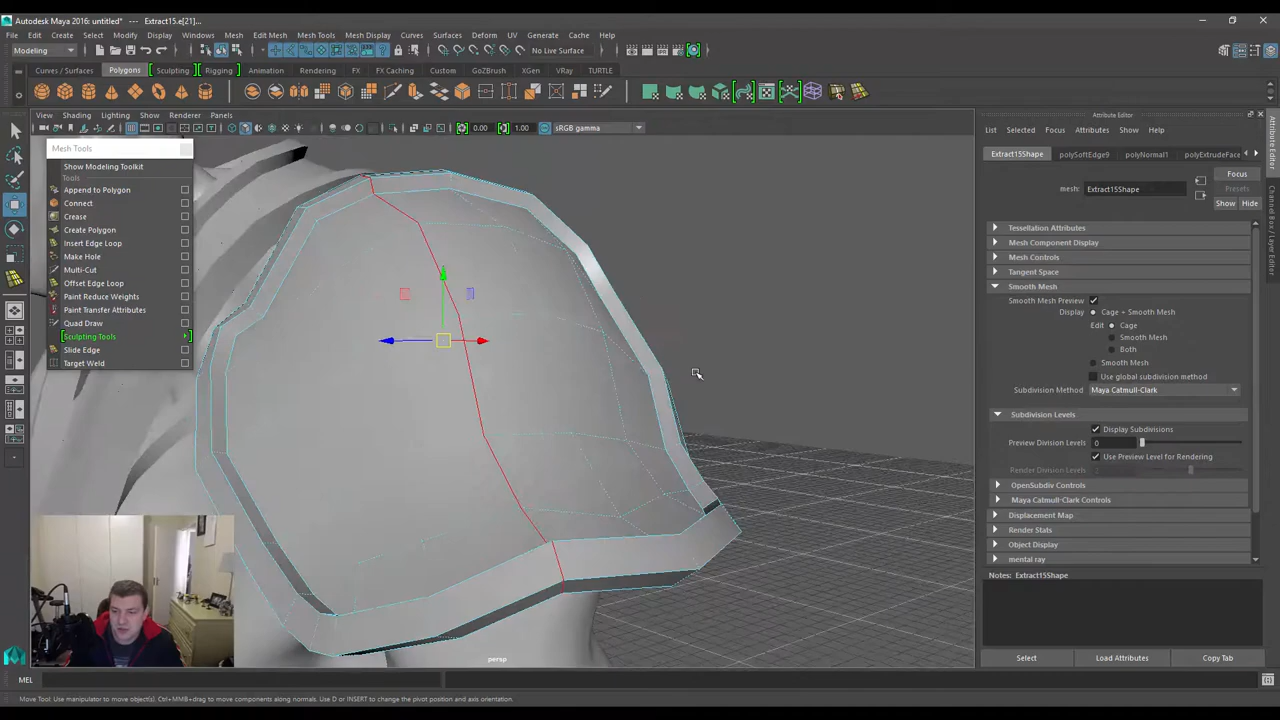 Autodesk Maya 2016: untitled* --- Extract15.e[21]...
File Edit Create Select Modify Display Windows Mesh Edit Mesh Mesh Tools Mesh Display Curves Surfaces Deform UV Generate Cache Help
Modeling No Live Surface
Curves / Surfaces Polygons Sculpting Rigging Animation Rendering FX FX Caching Custom GoZBrush XGen VRay TURTLE
View Shading Lighting Show Renderer Panels
0.00 1.00 sRGB gamma
Mesh Tools
Show Modeling Toolkit
Tools
Append to Polygon
Connect
Crease
Create Polygon
Insert Edge Loop
Make Hole
Multi-Cut
Offset Edge Loop
Paint Reduce Weights
Paint Transfer Attributes
Quad Draw
Sculpting Tools
Slide Edge
Target Weld
persp
Attribute Editor
List Selected Focus Attributes Show Help
Extract15Shape polySoftEdge9 polyNormal1 polyExtrudeFace
Focus
mesh: Extract15Shape Presets
Show Hide
Tessellation Attributes
Mesh Component Display
Mesh Controls
Tangent Space
Smooth Mesh
Smooth Mesh Preview
Display Cage + Smooth Mesh
Edit Cage
Smooth Mesh
Both
Smooth Mesh
Use global subdivision method
Subdivision Method Maya Catmull-Clark
Subdivision Levels
Display Subdivisions
Preview Division Levels 0
Use Preview Level for Rendering
Render Division Levels
OpenSubdiv Controls
Maya Catmull-Clark Controls
Displacement Map
Render Stats
Object Display
mental ray
Notes: Extract15Shape
Select Load Attributes Copy Tab
Attribute Editor
Channel Box / Layer Editor
MEL
Move Tool: Use manipulator to move object(s). Ctrl+MMB+drag to move components along normals. Use D or INSERT to change the pivot position and axis orientation.